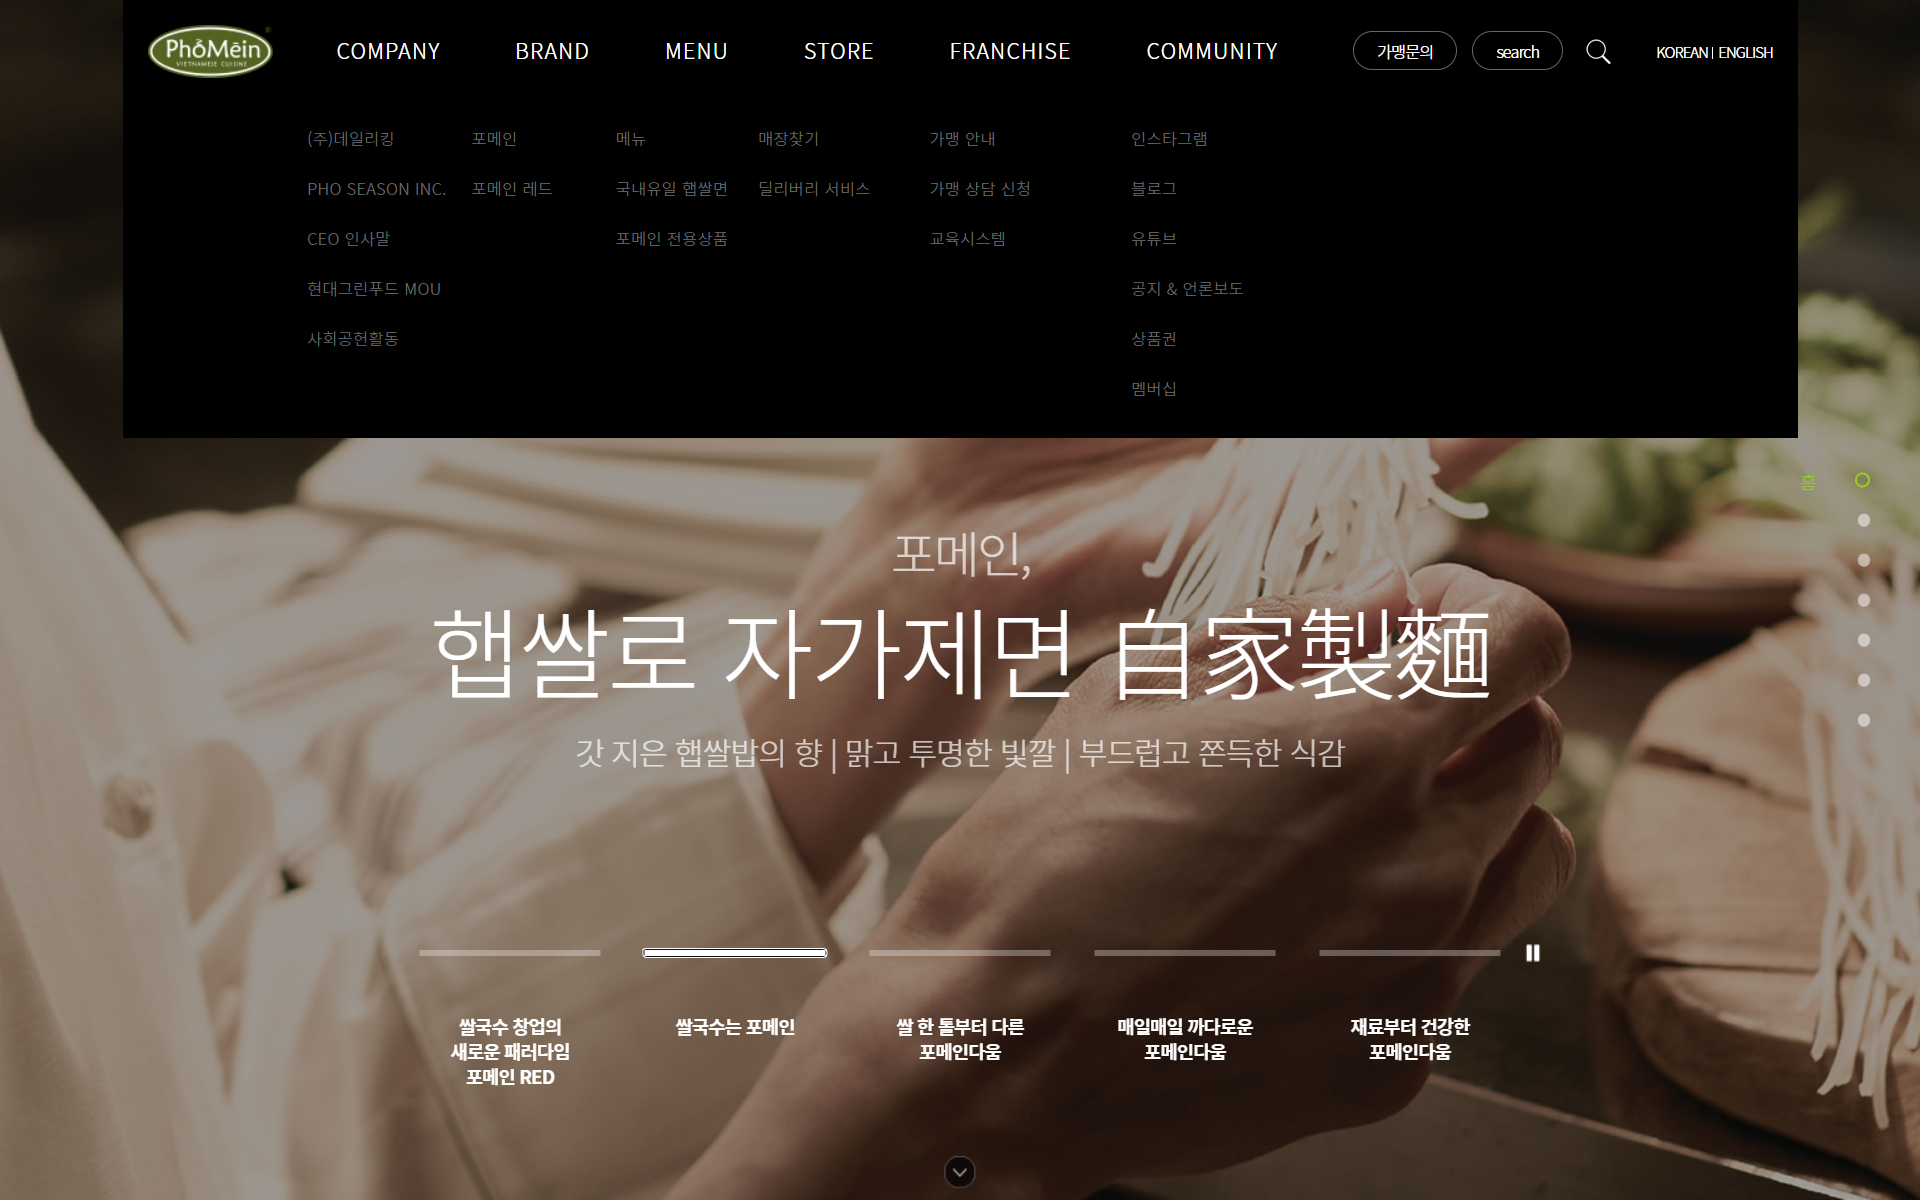 PhởMein
VIETNAMESE CUISINE
COMPANY
BRAND
MENU
STORE
FRANCHISE
COMMUNITY
가맹문의
search
KOREAN | ENGLISH
(주)데일리킹
PHO SEASON INC.
CEO 인사말
현대그린푸드 MOU
사회공헌활동
포메인
포메인 레드
메뉴
국내유일 햅쌀면
포메인 전용상품
매장찾기
딜리버리 서비스
가맹 안내
가맹 상담 신청
교육시스템
인스타그램
블로그
유튜브
공지 & 언론보도
상품권
멤버십
홈
포메인,
햅쌀로 자가제면 自家製麵
갓 지은 햅쌀밥의 향 | 맑고 투명한 빛깔 | 부드럽고 쫀득한 식감
쌀국수 창업의
새로운 패러다임
포메인 RED
쌀국수는 포메인
쌀 한 톨부터 다른
포메인다움
매일매일 까다로운
포메인다움
재료부터 건강한
포메인다움